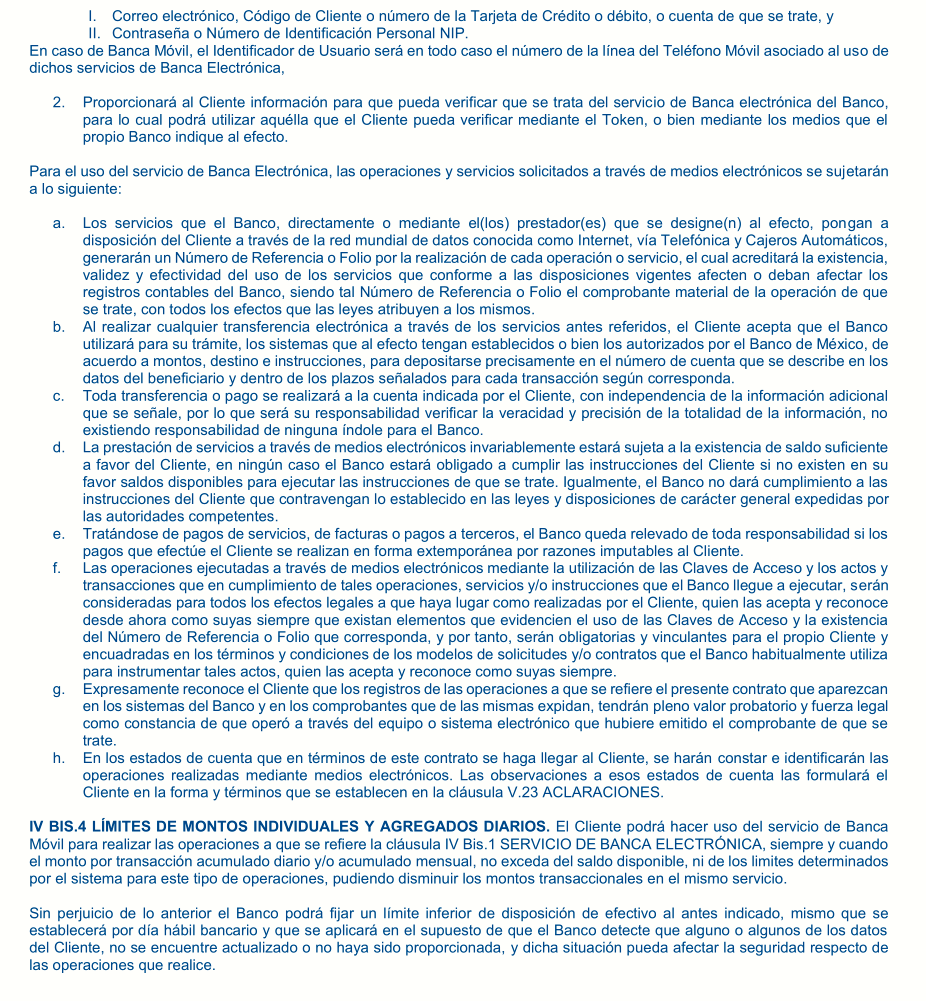 I. Correo electrónico, Código de Cliente o número de la Tarjeta de Crédito o débito, o cuenta de que se trate, y
II. Contraseña o Número de Identificación Personal NIP.
En caso de Banca Móvil, el Identificador de Usuario será en todo caso el número de la línea del Teléfono Móvil asociado al uso de
dichos servicios de Banca Electrónica,
2. Proporcionará al Cliente información para que pueda verificar que se trata del servicio de Banca electrónica del Banco,
para lo cual podrá utilizar aquélla que el Cliente pueda verificar mediante el Token, o bien mediante los medios que el
propio Banco indique al efecto.
Para el uso del servicio de Banca Electrónica, las operaciones y servicios solicitados a través de medios electrónicos se sujetarán
a lo siguiente:
a. Los servicios que el Banco, directamente o mediante el(los) prestador(es) que se designe(n) al efecto, pongan a
disposición del Cliente a través de la red mundial de datos conocida como Internet, vía Telefónica y Cajeros Automáticos,
generarán un Número de Referencia o Folio por la realización de cada operación o servicio, el cual acreditará la existencia,
validez y efectividad del uso de los servicios que conforme a las disposiciones vigentes afecten o deban afectar los
registros contables del Banco, siendo tal Número de Referencia o Folio el comprobante material de la operación de que
se trate, con todos los efectos que las leyes atribuyen a los mismos.
b. Al realizar cualquier transferencia electrónica a través de los servicios antes referidos, el Cliente acepta que el Banco
utilizará para su trámite, los sistemas que al efecto tengan establecidos o bien los autorizados por el Banco de México, de
acuerdo a montos, destino e instrucciones, para depositarse precisamente en el número de cuenta que se describe en los
datos del beneficiario y dentro de los plazos señalados para cada transacción según corresponda.
c. Toda transferencia o pago se realizará a la cuenta indicada por el Cliente, con independencia de la información adicional
que se señale, por lo que será su responsabilidad verificar la veracidad y precisión de la totalidad de la información, no
existiendo responsabilidad de ninguna índole para el Banco.
d. La prestación de servicios a través de medios electrónicos invariablemente estará sujeta a la existencia de saldo suficiente
a favor del Cliente, en ningún caso el Banco estará obligado a cumplir las instrucciones del Cliente si no existen en su
favor saldos disponibles para ejecutar las instrucciones de que se trate. Igualmente, el Banco no dará cumplimiento a las
instrucciones del Cliente que contravengan lo establecido en las leyes y disposiciones de carácter general expedidas por
las autoridades competentes.
e. Tratándose de pagos de servicios, de facturas o pagos a terceros, el Banco queda relevado de toda responsabilidad si los
pagos que efectúe el Cliente se realizan en forma extemporánea por razones imputables al Cliente.
f. Las operaciones ejecutadas a través de medios electrónicos mediante la utilización de las Claves de Acceso y los actos y
transacciones que en cumplimiento de tales operaciones, servicios y/o instrucciones que el Banco llegue a ejecutar, serán
consideradas para todos los efectos legales a que haya lugar como realizadas por el Cliente, quien las acepta y reconoce
desde ahora como suyas siempre que existan elementos que evidencien el uso de las Claves de Acceso y la existencia
del Número de Referencia o Folio que corresponda, y por tanto, serán obligatorias y vinculantes para el propio Cliente y
encuadradas en los términos y condiciones de los modelos de solicitudes y/o contratos que el Banco habitualmente utiliza
para instrumentar tales actos, quien las acepta y reconoce como suyas siempre.
g. Expresamente reconoce el Cliente que los registros de las operaciones a que se refiere el presente contrato que aparezcan
en los sistemas del Banco y en los comprobantes que de las mismas expidan, tendrán pleno valor probatorio y fuerza legal
como constancia de que operó a través del equipo o sistema electrónico que hubiere emitido el comprobante de que se
trate.
h. En los estados de cuenta que en términos de este contrato se haga llegar al Cliente, se harán constar e identificarán las
operaciones realizadas mediante medios electrónicos. Las observaciones a esos estados de cuenta las formulará el
Cliente en la forma y términos que se establecen en la cláusula V.23 ACLARACIONES.
IV BIS.4 LÍMITES DE MONTOS INDIVIDUALES Y AGREGADOS DIARIOS. El Cliente podrá hacer uso del servicio de Banca
Móvil para realizar las operaciones a que se refiere la cláusula IV Bis.1 SERVICIO DE BANCA ELECTRÓNICA, siempre y cuando
el monto por transacción acumulado diario y/o acumulado mensual, no exceda del saldo disponible, ni de los limites determinados
por el sistema para este tipo de operaciones, pudiendo disminuir los montos transaccionales en el mismo servicio.
Sin perjuicio de lo anterior el Banco podrá fijar un límite inferior de disposición de efectivo al antes indicado, mismo que se
establecerá por día hábil bancario y que se aplicará en el supuesto de que el Banco detecte que alguno o algunos de los datos
del Cliente, no se encuentre actualizado o no haya sido proporcionada, y dicha situación pueda afectar la seguridad respecto de
las operaciones que realice.